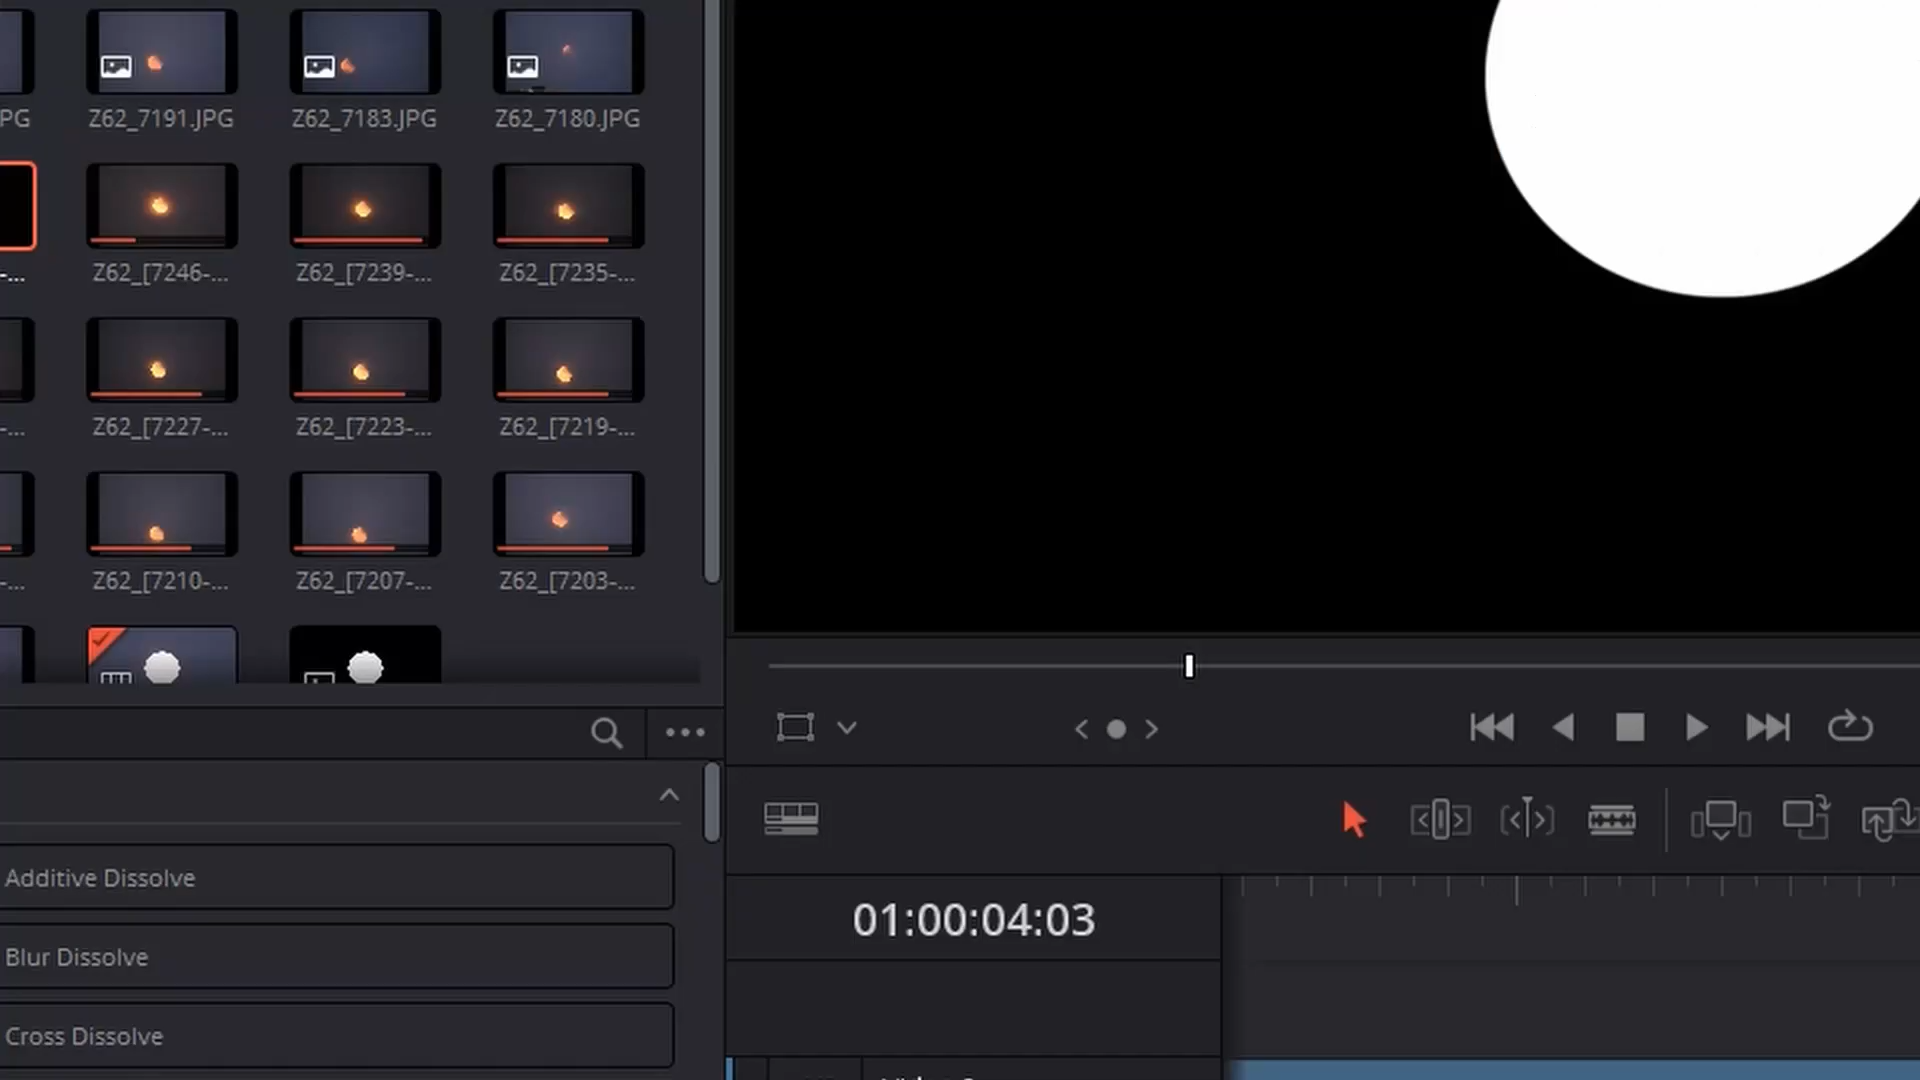 PG Z62_7191.JPG Z62_7183.JPG Z62_7180.JPG
-... Z62_[7246-... Z62_[7239-... Z62_[7235-...
-... Z62_[7227-... Z62_[7223-... Z62_[7219-...
-... Z62_[7210-... Z62_[7207-... Z62_[7203-...
Additive Dissolve
Blur Dissolve
Cross Dissolve
01:00:04:03